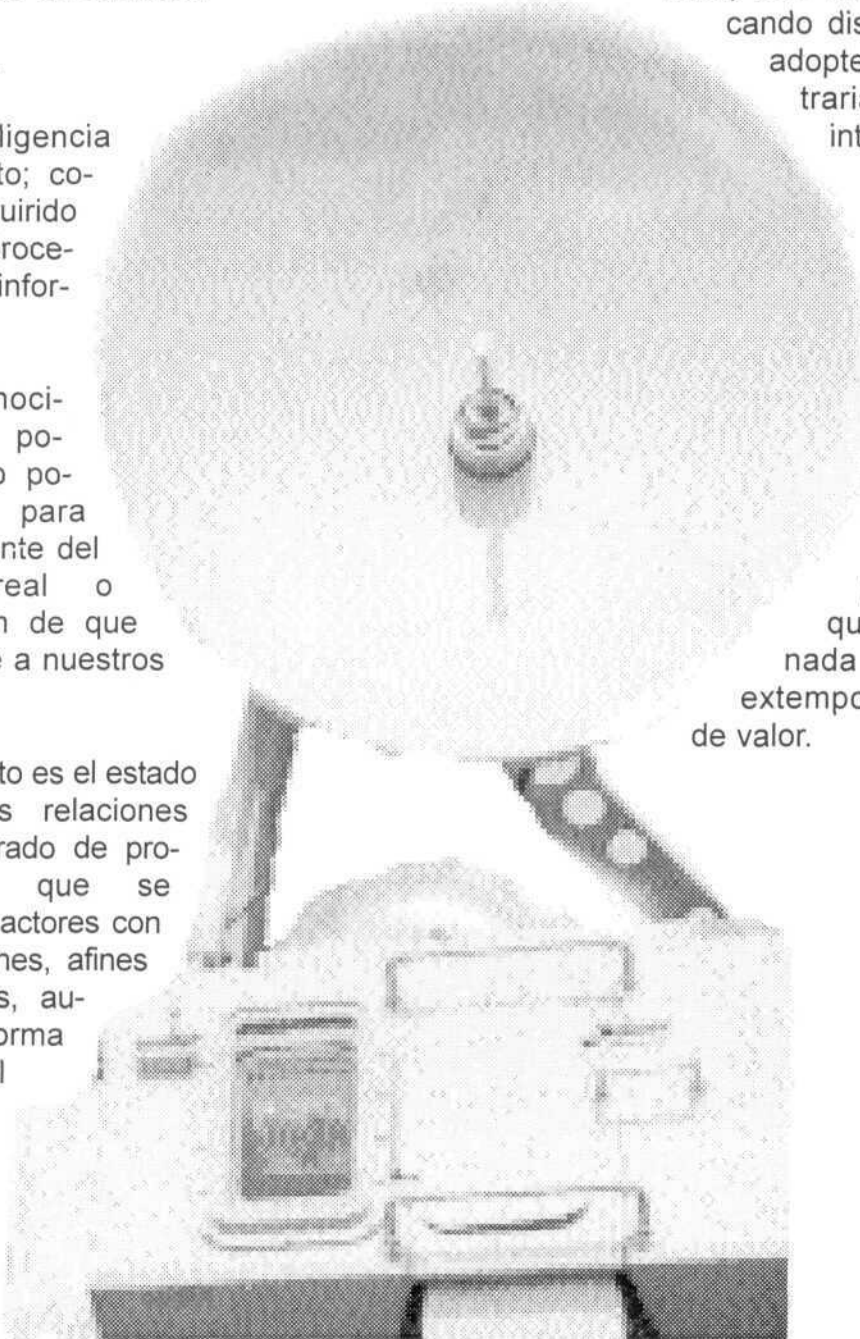 ligencia
to; co-
uirido
roce-
infor-
noci-
po-
o po-
para
nte del
real o
n de que
e a nuestros
to es el estado
s relaciones
rado de pro-
que se
actores con
nes, afines
s, au-
orma
l
cando dis
adopte
traria
int
qu
nada
extempo
de valor.